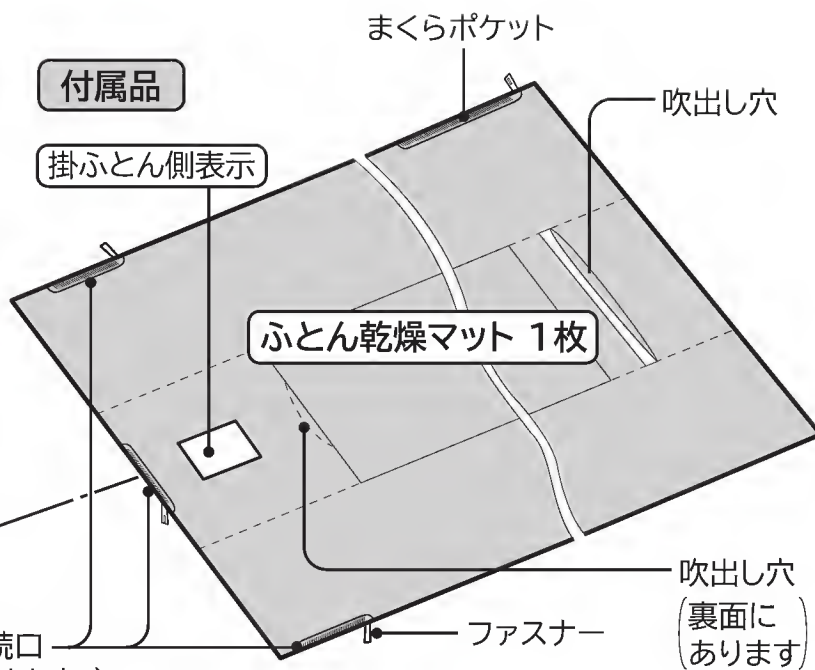 まくらポケット
付属品
吹出し穴
掛ふとん側表示
ふとん乾燥マット 1枚
吹出し穴
(裏面に
あります)
続口
ファスナー